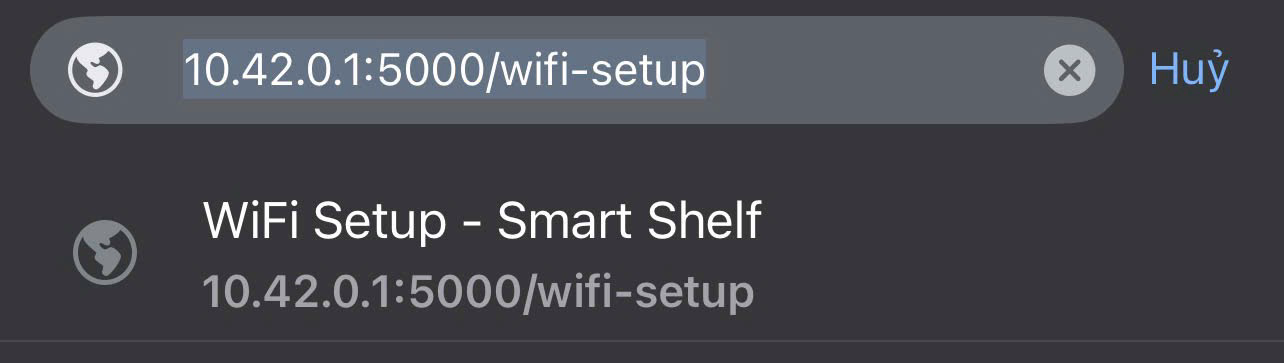 10.42.0.1:5000/wifi-setup Huỷ
WiFi Setup - Smart Shelf
10.42.0.1:5000/wifi-setup